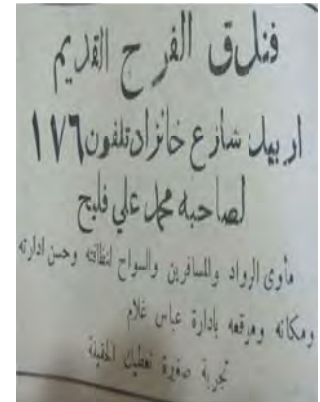 فندق الفرح القديم
اربيل شارع خانزاد تلفون ١٧٦
لصاحبه محمد علي فليح
مأوى الرواد والمسافرين والسواح لنظافته وحسن ادارته
ومكانه وموقعه بادارة عباس غلام
تجربة صغيرة تعطيك الحقيقة